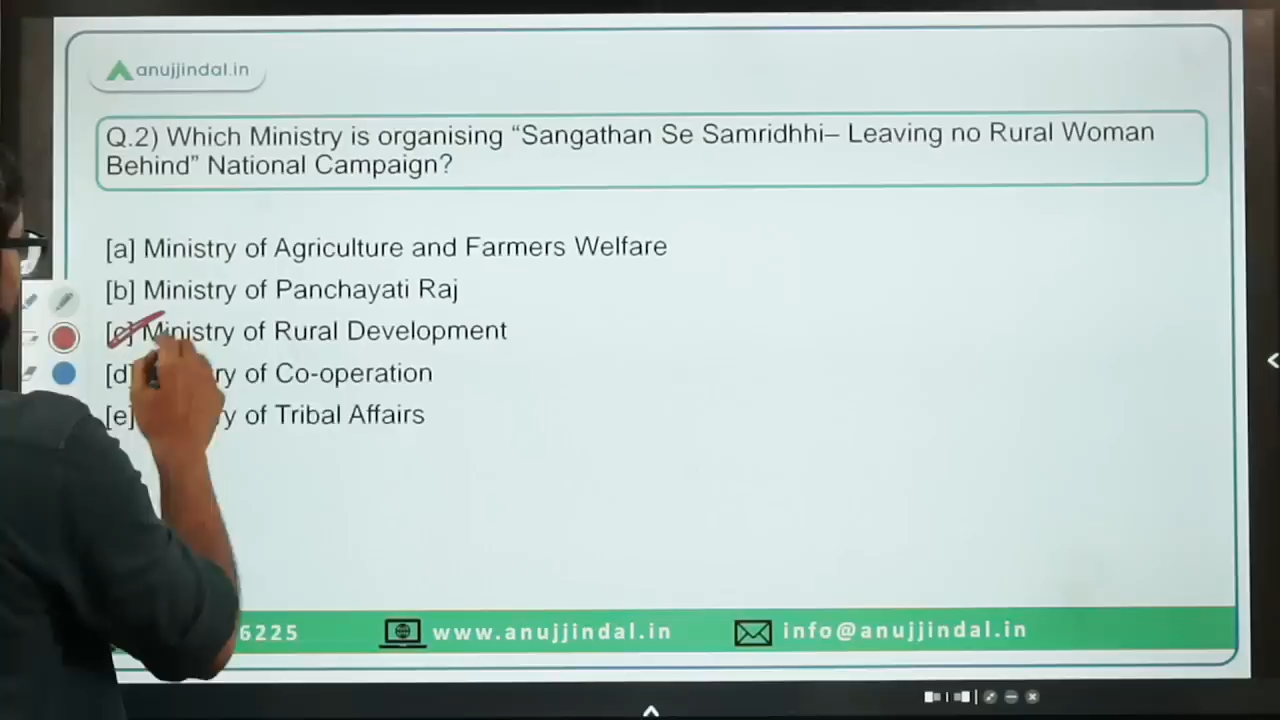 anujjindal.in
Q.2) Which Ministry is organising “Sangathan Se Samridhhi– Leaving no Rural Woman
Behind” National Campaign?
[a] Ministry of Agriculture and Farmers Welfare
[b] Ministry of Panchayati Raj
[c] Ministry of Rural Development
[d] of Co-operation
[e] of Tribal Affairs
6225 www.anujjindal.in info@anujjindal.in